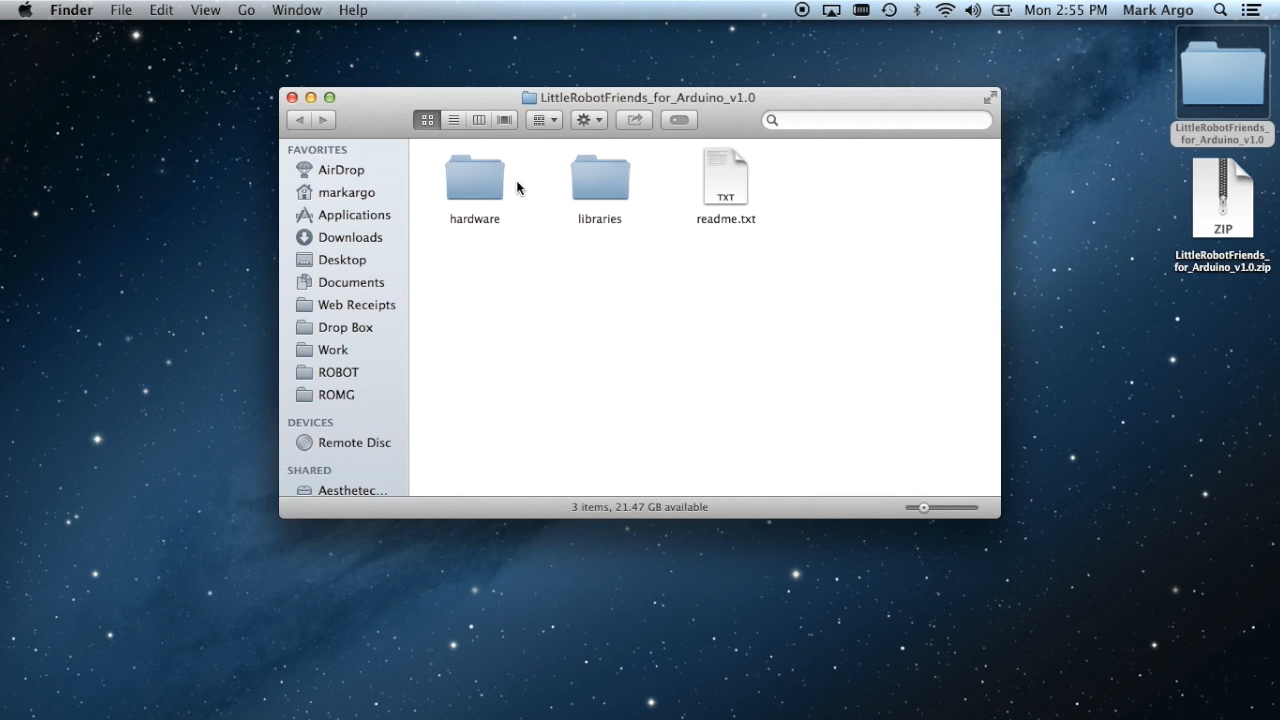 Finder File Edit View Go Window Help Mon 2:55 PM Mark Argo
LittleRobotFriends_for_Arduino_v1.0
FAVORITES
AirDrop
markargo
Applications
Downloads
Desktop
Documents
Web Receipts
Drop Box
Work
ROBOT
ROMG
DEVICES
Remote Disc
SHARED
Aesthetec...
hardware
libraries
TXT
readme.txt
3 items, 21.47 GB available
LittleRobotFriends_
for_Arduino_v1.0
ZIP
LittleRobotFriends_
for_Arduino_v1.0.zip